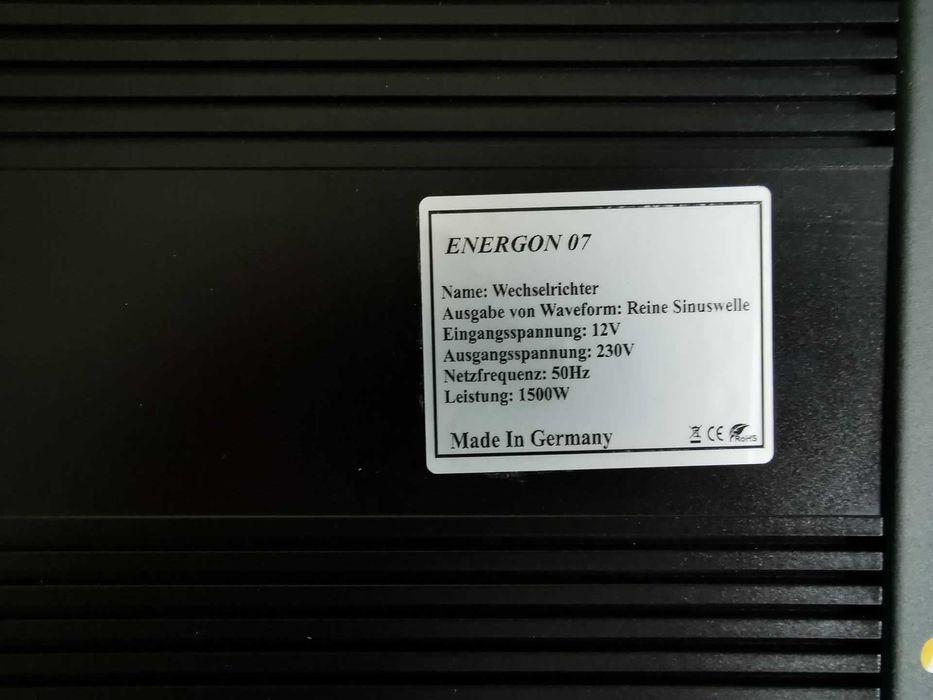 ENERGON 07
Name: Wechselrichter
Ausgabe von Waveform: Reine Sinuswelle
Eingangsspannung: 12V
Ausgangsspannung: 230V
Netzfrequenz: 50Hz
Leistung: 1500W
Made In Germany CE RoHS